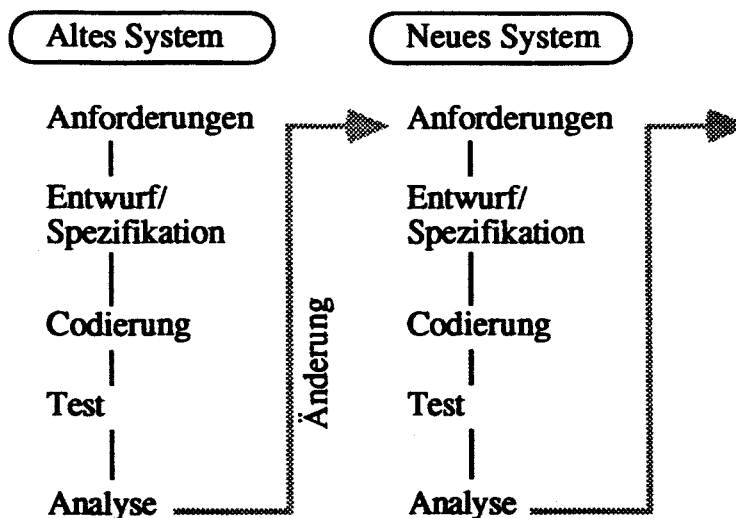 Altes System
Anforderungen
Entwurf/
Spezifikation
Codierung
Test
Analyse
Änderung
Neues System
Anforderungen
Entwurf/
Spezifikation
Codierung
Test
Analyse